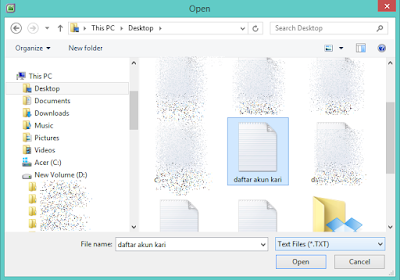 Open
This PC Desktop
Search Desktop
Organize New folder
This PC
Desktop
Documents
Downloads
Music
Pictures
Videos
Acer (C:)
New Volume (D:)
daftar akun kari
File name: daftar akun kari Text Files (*.TXT)
Open Cancel